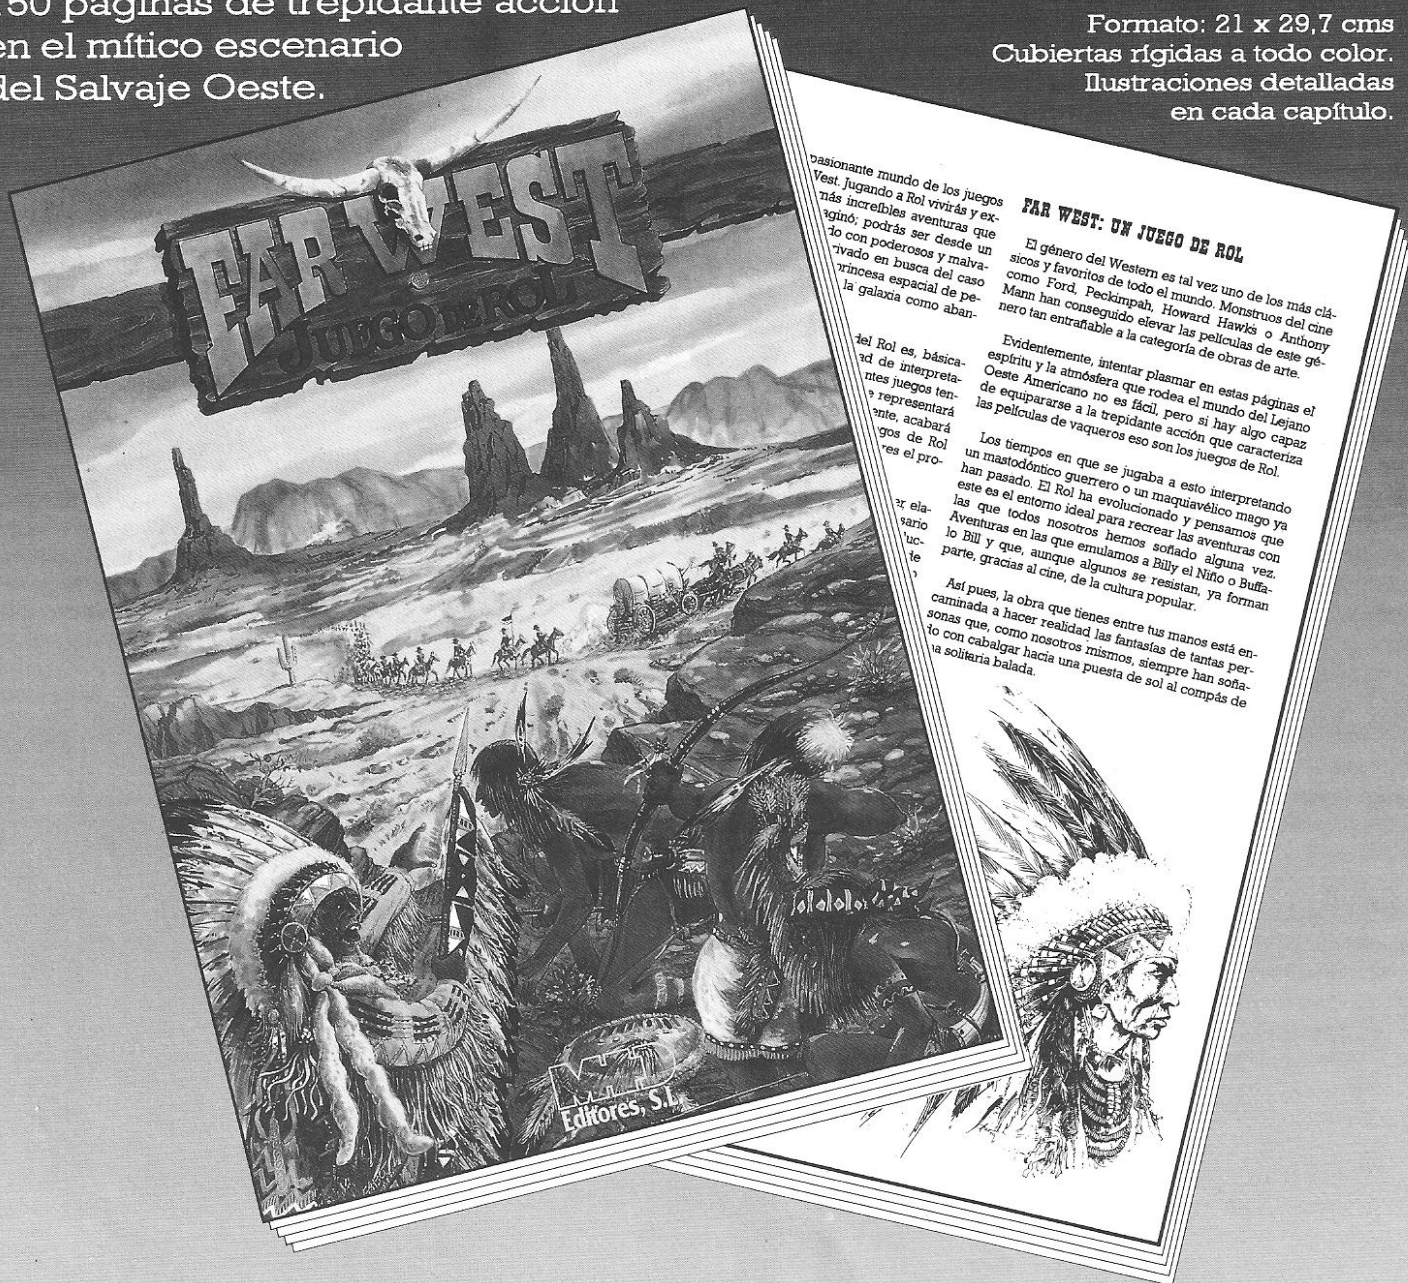 150 páginas de trepidante acción
en el mítico escenario
del Salvaje Oeste.
Formato: 21 x 29,7 cms
Cubiertas rígidas a todo color.
Ilustraciones detalladas
en cada capítulo.
FAR WEST
JUEGO DE ROL
Editores, S.L.
pasionante mundo de los juegos
West. Jugando a Rol vivirás y ex-
más increíbles aventuras que
aginó; podrás ser desde un
do con poderosos y malva-
rivado en busca del caso
princesa espacial de pe-
la galaxia como aban-
del Rol es, básica-
ad de interpreta-
ntes juegos ten-
e representará
ente, acabará
egos de Rol
res el pro-
er ela-
sario
luc-
de
FAR WEST: UN JUEGO DE ROL
El género del Western es tal vez uno de los más clá-
sicos y favoritos de todo el mundo. Monstruos del cine
como Ford, Peckimpah, Howard Hawks o Anthony
Mann han conseguido elevar las películas de este gé-
nero tan entrañable a la categoría de obras de arte.
Evidentemente, intentar plasmar en estas páginas el
espíritu y la atmósfera que rodea el mundo del Lejano
Oeste Americano no es fácil, pero si hay algo capaz
de equipararse a la trepidante acción que caracteriza
las películas de vaqueros eso son los juegos de Rol.
Los tiempos en que se jugaba a esto interpretando
un mastodóntico guerrero o un maquiavélico mago ya
han pasado. El Rol ha evolucionado y pensamos que
este es el entorno ideal para recrear las aventuras con
las que todos nosotros hemos soñado alguna vez.
Aventuras en las que emulamos a Billy el Niño o Buffa-
lo Bill y que, aunque algunos se resistan, ya forman
parte, gracias al cine, de la cultura popular.
Así pues, la obra que tienes entre tus manos está en-
caminada a hacer realidad las fantasías de tantas per-
sonas que, como nosotros mismos, siempre han soña-
do con cabalgar hacia una puesta de sol al compás de
na solitaria balada.